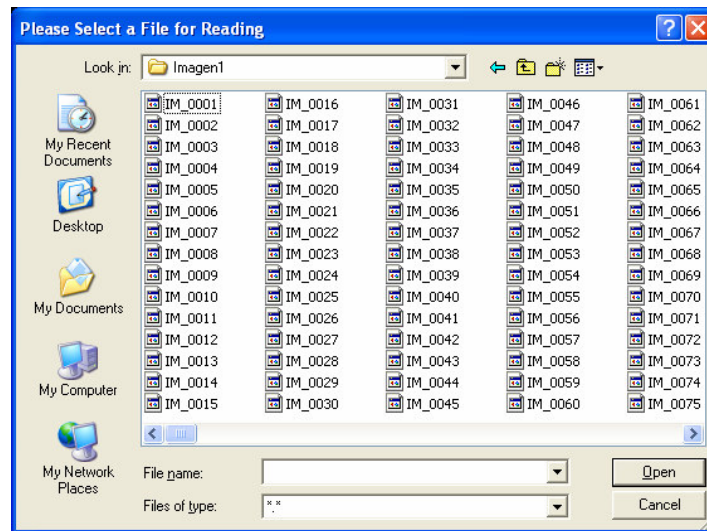 Please Select a File for Reading
Look in: Imagen1
My Recent Documents
Desktop
My Documents
My Computer
My Network Places
IM_0001 IM_0016 IM_0031 IM_0046 IM_0061
IM_0002 IM_0017 IM_0032 IM_0047 IM_0062
IM_0003 IM_0018 IM_0033 IM_0048 IM_0063
IM_0004 IM_0019 IM_0034 IM_0049 IM_0064
IM_0005 IM_0020 IM_0035 IM_0050 IM_0065
IM_0006 IM_0021 IM_0036 IM_0051 IM_0066
IM_0007 IM_0022 IM_0037 IM_0052 IM_0067
IM_0008 IM_0023 IM_0038 IM_0053 IM_0068
IM_0009 IM_0024 IM_0039 IM_0054 IM_0069
IM_0010 IM_0025 IM_0040 IM_0055 IM_0070
IM_0011 IM_0026 IM_0041 IM_0056 IM_0071
IM_0012 IM_0027 IM_0042 IM_0057 IM_0072
IM_0013 IM_0028 IM_0043 IM_0058 IM_0073
IM_0014 IM_0029 IM_0044 IM_0059 IM_0074
IM_0015 IM_0030 IM_0045 IM_0060 IM_0075
File name: Open
Files of type: *.* Cancel